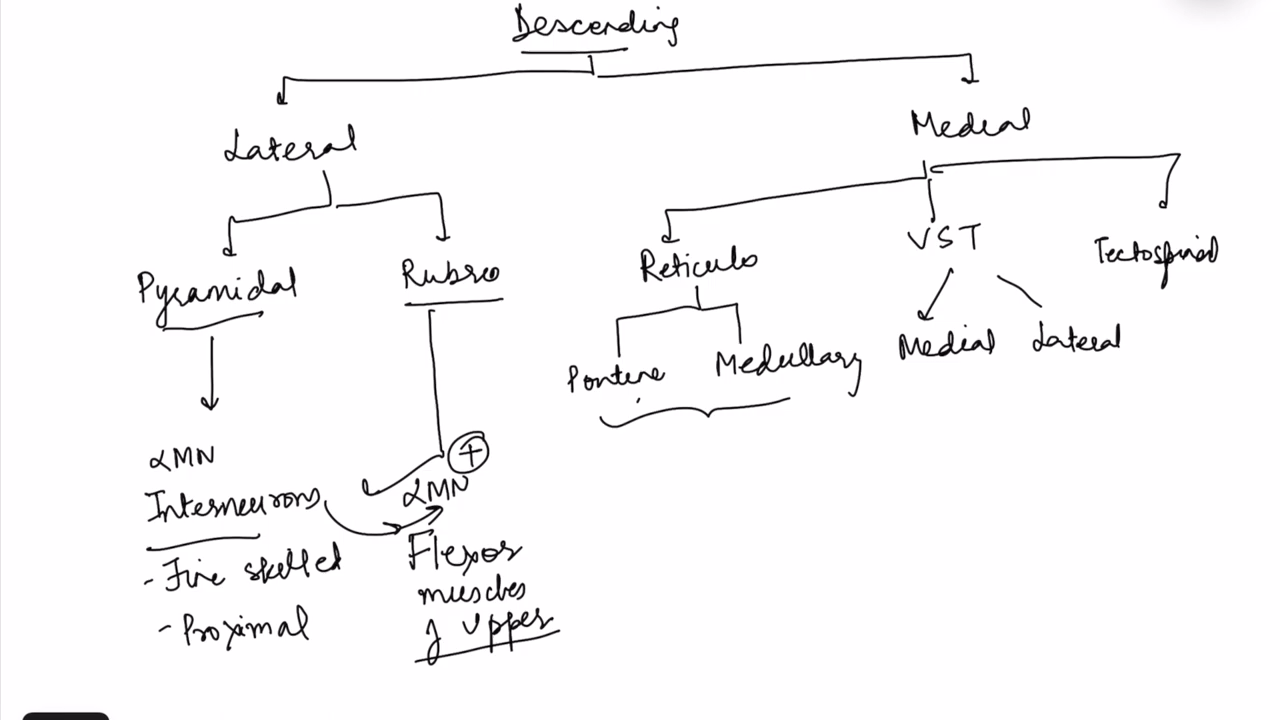 Descending
Lateral
Medial
Pyramidal
Rubro
Reticulo
VST
Tectospinal
Pontine
Medullary
Medial
Lateral
αMN
Interneurons
- Fine skilled
- Proximal
+
αMN
Flexor
muscles
of upper